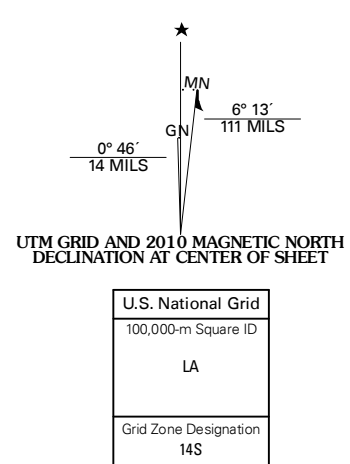 MN
GN
6° 13´
111 MILS
0° 46´
14 MILS
UTM GRID AND 2010 MAGNETIC NORTH
DECLINATION AT CENTER OF SHEET
U.S. National Grid
100,000-m Square ID
LA
Grid Zone Designation
14S